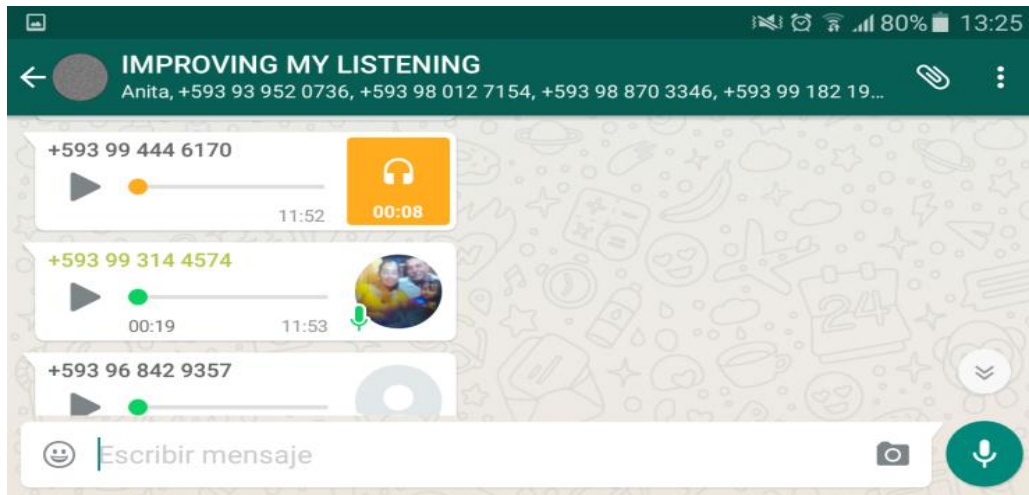 80% 13:25
IMPROVING MY LISTENING
Anita, +593 93 952 0736, +593 98 012 7154, +593 98 870 3346, +593 99 182 19...
+593 99 444 6170
11:52
00:08
+593 99 314 4574
00:19 11:53
+593 96 842 9357
Escribir mensaje